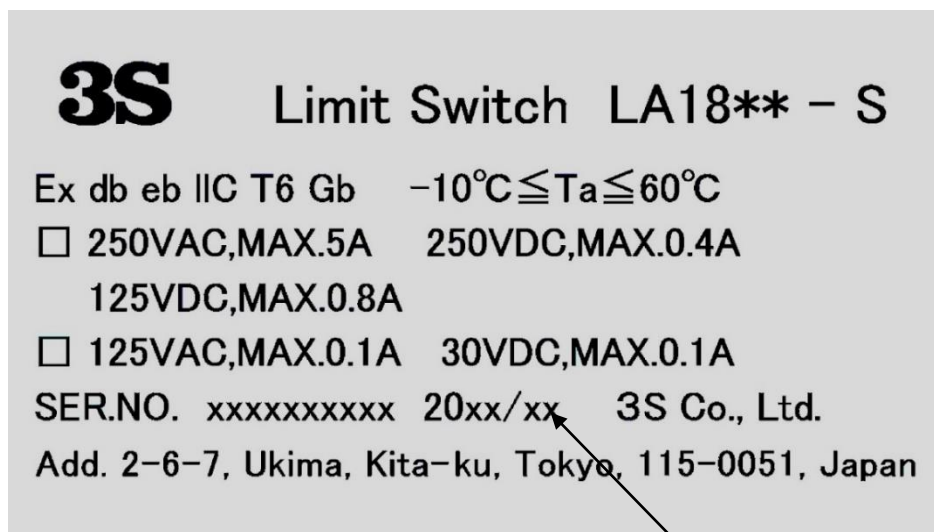 3S Limit Switch LA18** - S
Ex db eb IIC T6 Gb -10℃≦Ta≦60℃
□ 250VAC,MAX.5A 250VDC,MAX.0.4A
125VDC,MAX.0.8A
□ 125VAC,MAX.0.1A 30VDC,MAX.0.1A
SER.NO. xxxxxxxxxx 20xx/xx 3S Co., Ltd.
Add. 2-6-7, Ukima, Kita-ku, Tokyo, 115-0051, Japan